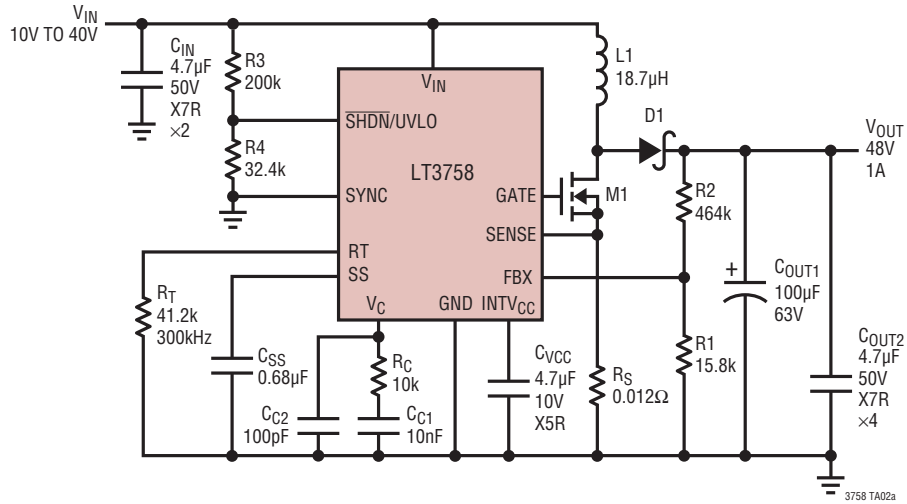 VIN
10V TO 40V
CIN
4.7µF
50V
X7R
×2
R3
200k
R4
32.4k
VIN
SHDN/UVLO
LT3758
SYNC
GATE
SENSE
RT
SS
FBX
VC
GND
INTVCC
L1
18.7µH
D1
M1
VOUT
48V
1A
R2
464k
COUT1
+
100µF
63V
R1
15.8k
COUT2
4.7µF
50V
X7R
×4
RT
41.2k
300kHz
CSS
0.68µF
CC2
100pF
RC
10k
CC1
10nF
CVCC
4.7µF
10V
X5R
RS
0.012Ω
3758 TA02a